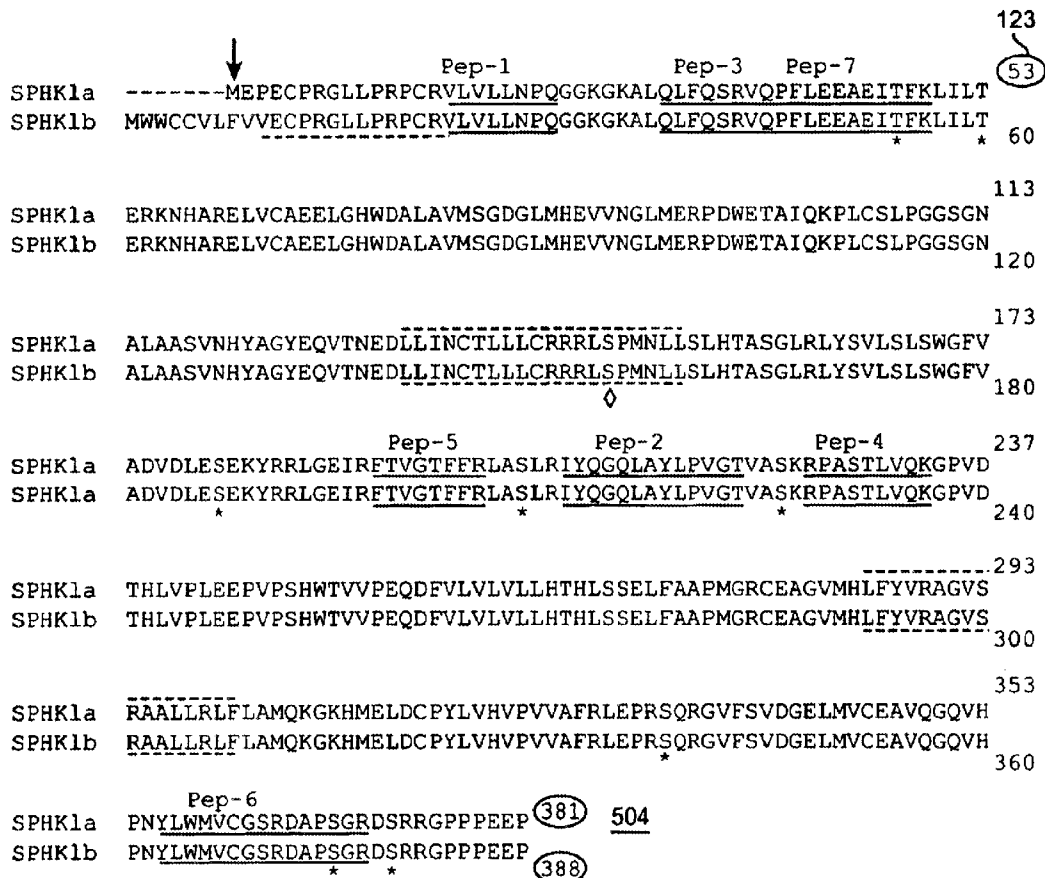 123
Pep-1 Pep-3 Pep-7 53
SPHK1a -------MEPECPRGLLPRPCRVLVLLNPQGGKGKALQLFQSRVQPFLEEAEITFKLILT
SPHK1b MWWCCVLFVVECPRGLLPRPCRVLVLLNPQGGKGKALQLFQSRVQPFLEEAEITFKLILT
* * 60
113
SPHK1a ERKNHARELVCAEELGHWDALAVMSGDGLMHEVVNGLMERPDWETAIQKPLCSLPGGSGN
SPHK1b ERKNHARELVCAEELGHWDALAVMSGDGLMHEVVNGLMERPDWETAIQKPLCSLPGGSGN
120
173
SPHK1a ALAASVNHYAGYEQVTNEDLLINCTLLLCRRRLSPMNLLSLHTASGLRLYSVLSLSWGFV
SPHK1b ALAASVNHYAGYEQVTNEDLLINCTLLLCRRRLSPMNLLSLHTASGLRLYSVLSLSWGFV
◊ 180
Pep-5 Pep-2 Pep-4 237
SPHK1a ADVDLESEKYRRLGEIRFTVGTFFRLASLRIYQGQLAYLPVGTVASKRPASTLVQKGPVD
SPHK1a ADVDLESEKYRRLGEIRFTVGTFFRLASLRIYQGQLAYLPVGTVASKRPASTLVQKGPVD
* * * 240
293
SPHK1a THLVPLEEPVPSHWTVVPEQDFVLVLVLLHTHLSSELFAAPMGRCEAGVMHLFYVRAGVS
SPHK1b THLVPLEEPVPSHWTVVPEQDFVLVLVLLHTHLSSELFAAPMGRCEAGVMHLFYVRAGVS
300
353
SPHK1a RAALLRLFLAMQKGKHMELDCPYLVHVPVVAFRLEPRSQRGVFSVDGELMVCEAVQGQVH
SPHK1b RAALLRLFLAMQKGKHMELDCPYLVHVPVVAFRLEPRSQRGVFSVDGELMVCEAVQGQVH
* 360
Pep-6
SPHK1a PNYLWMVCGSRDAPSGRDSRRGPPPEEP 381 504
SPHK1b PNYLWMVCGSRDAPSGRDSRRGPPPEEP 388
* *